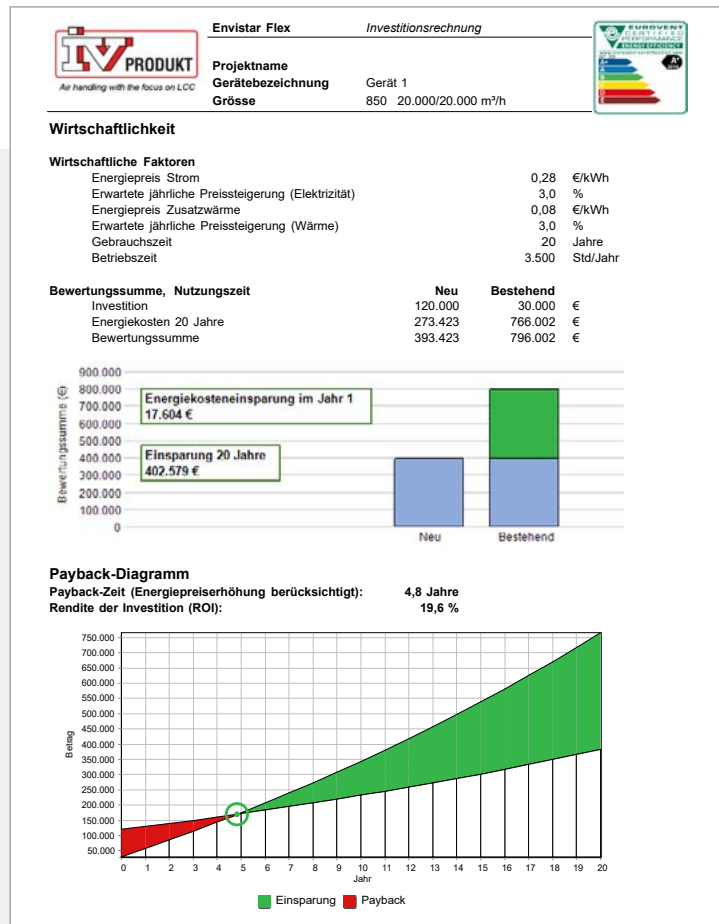 Envistar Flex Investitionsrechnung
IV PRODUKT
Air handling with the focus on LCC
Projektname
Gerätebezeichnung Gerät 1
Grösse 850 20.000/20.000 m³/h
EUROVENT
CERTIFIED
PERFORMANCE
ENERGY EFFICIENCY
Wirtschaftlichkeit
Wirtschaftliche Faktoren
Energiepreis Strom 0,28 €/kWh
Erwartete jährliche Preissteigerung (Elektrizität) 3,0 %
Energiepreis Zusatzwärme 0,08 €/kWh
Erwartete jährliche Preissteigerung (Wärme) 3,0 %
Gebrauchszeit 20 Jahre
Betriebszeit 3.500 Std/Jahr
Bewertungssumme, Nutzungszeit Neu Bestehend
Investition 120.000 30.000 €
Energiekosten 20 Jahre 273.423 766.002 €
Bewertungssumme 393.423 796.002 €
Bewertungssumme (€)
900.000
800.000
700.000
600.000
500.000
400.000
300.000
200.000
100.000
0
Energiekosteneinsparung im Jahr 1
17.604 €
Einsparung 20 Jahre
402.579 €
Neu Bestehend
Payback-Diagramm
Payback-Zeit (Energiepreiserhöhung berücksichtigt): 4,8 Jahre
Rendite der Investition (ROI): 19,6 %
Betrag
750.000
700.000
650.000
600.000
550.000
500.000
450.000
400.000
350.000
300.000
250.000
200.000
150.000
100.000
50.000
0 1 2 3 4 5 6 7 8 9 10 11 12 13 14 15 16 17 18 19 20
Jahr
Einsparung Payback